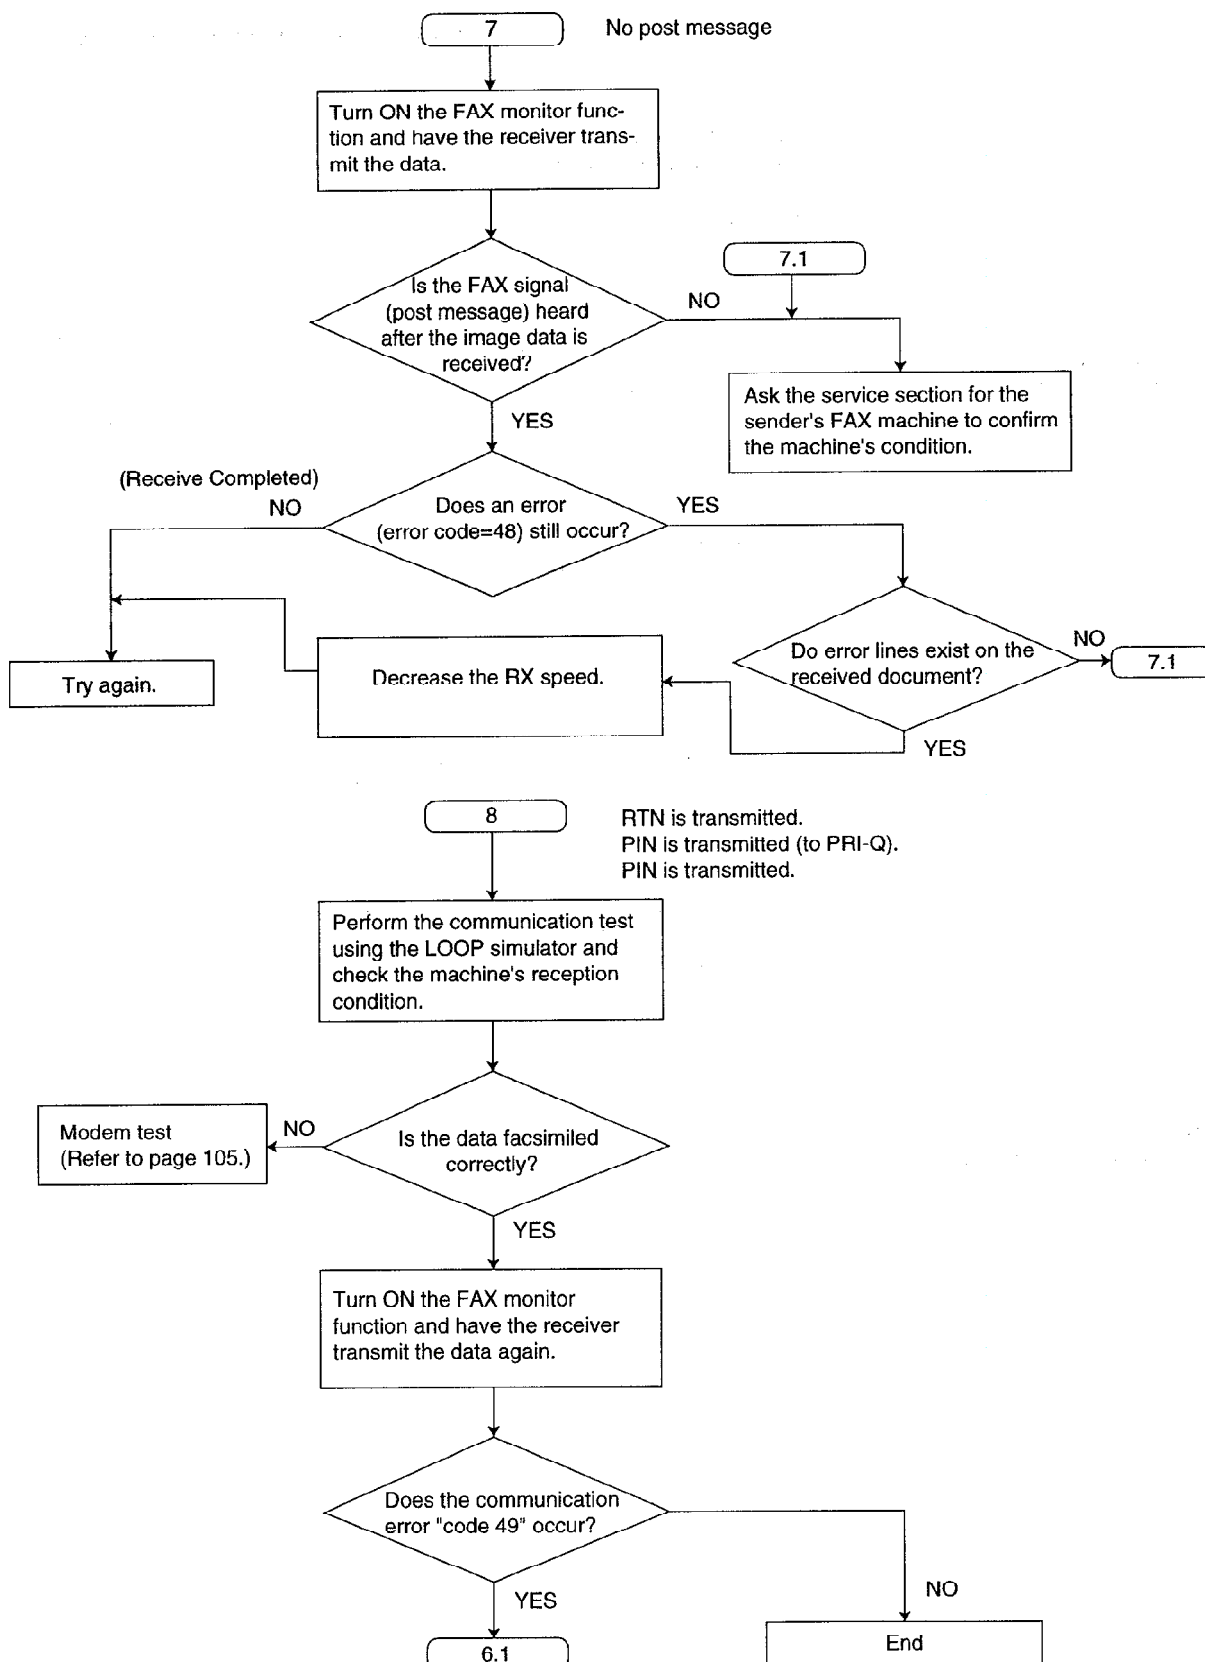 7
No post message
Turn ON the FAX monitor func-
tion and have the receiver trans-
mit the data.
7.1
Is the FAX signal
(post message) heard
after the image data is
received?
NO
Ask the service section for the
sender's FAX machine to confirm
the machine's condition.
YES
(Receive Completed)
NO
Does an error
(error code=48) still occur?
YES
Do error lines exist on the
received document?
NO
7.1
Decrease the RX speed.
Try again.
YES
8
RTN is transmitted.
PIN is transmitted (to PRI-Q).
PIN is transmitted.
Perform the communication test
using the LOOP simulator and
check the machine's reception
condition.
Modem test
(Refer to page 105.)
NO
Is the data facsimiled
correctly?
YES
Turn ON the FAX monitor
function and have the receiver
transmit the data again.
Does the communication
error "code 49" occur?
YES
NO
6.1
End